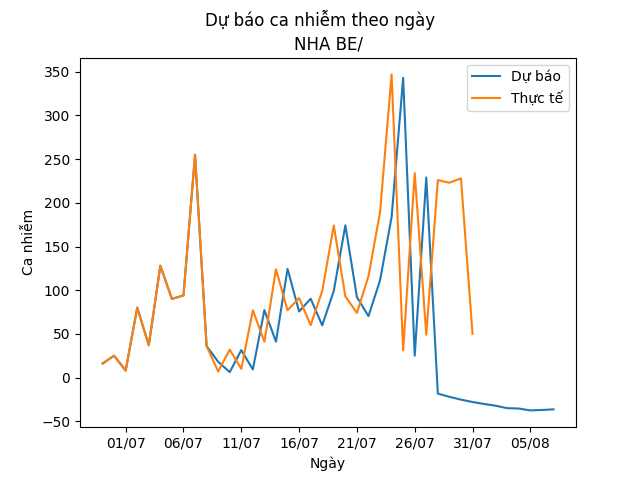 Dự báo ca nhiễm theo ngày
NHA BE/
Dự báo
Thực tế
350
300
250
200
150
100
50
0
−50
Ca nhiễm
01/07 06/07 11/07 16/07 21/07 26/07 31/07 05/08
Ngày